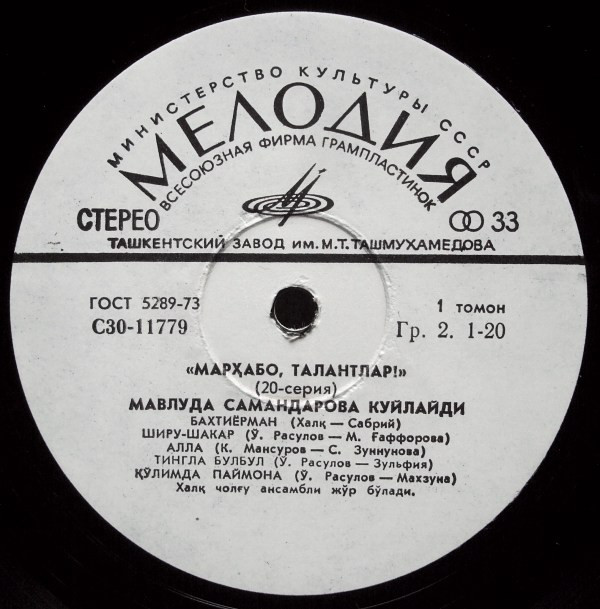 МИНИСТЕРСТВО КУЛЬТУРЫ СССР
МЕЛОДИЯ
ВСЕСОЮЗНАЯ ФИРМА ГРАМПЛАСТИНОК
СТЕРЕО 33
ТАШКЕНТСКИЙ ЗАВОД ИМ. М.Т. ТАШМУХАМЕДОВА
ГОСТ 5289-73 1 томон
С30-11779 Гр. 2. 1-20
«МАРҲАБО, ТАЛАНТЛАР!»
(20-серия)
МАВЛУДА САМАНДАРОВА КУЙЛАЙДИ
БАХТИЁРМАН (Халқ — Сабрий)
ШИРУ-ШАКАР (Ў. Расулов — М. Ғаффорова)
АЛЛА (К. Мансуров — С. Зуннунова)
ТИНГЛА БУЛБУЛ (Ў. Расулов — Зульфия)
ҚЎЛИМДА ПАЙМОНА (Ў. Расулов — Махзуна)
Халқ чолғу ансамбли жўр бўлади.